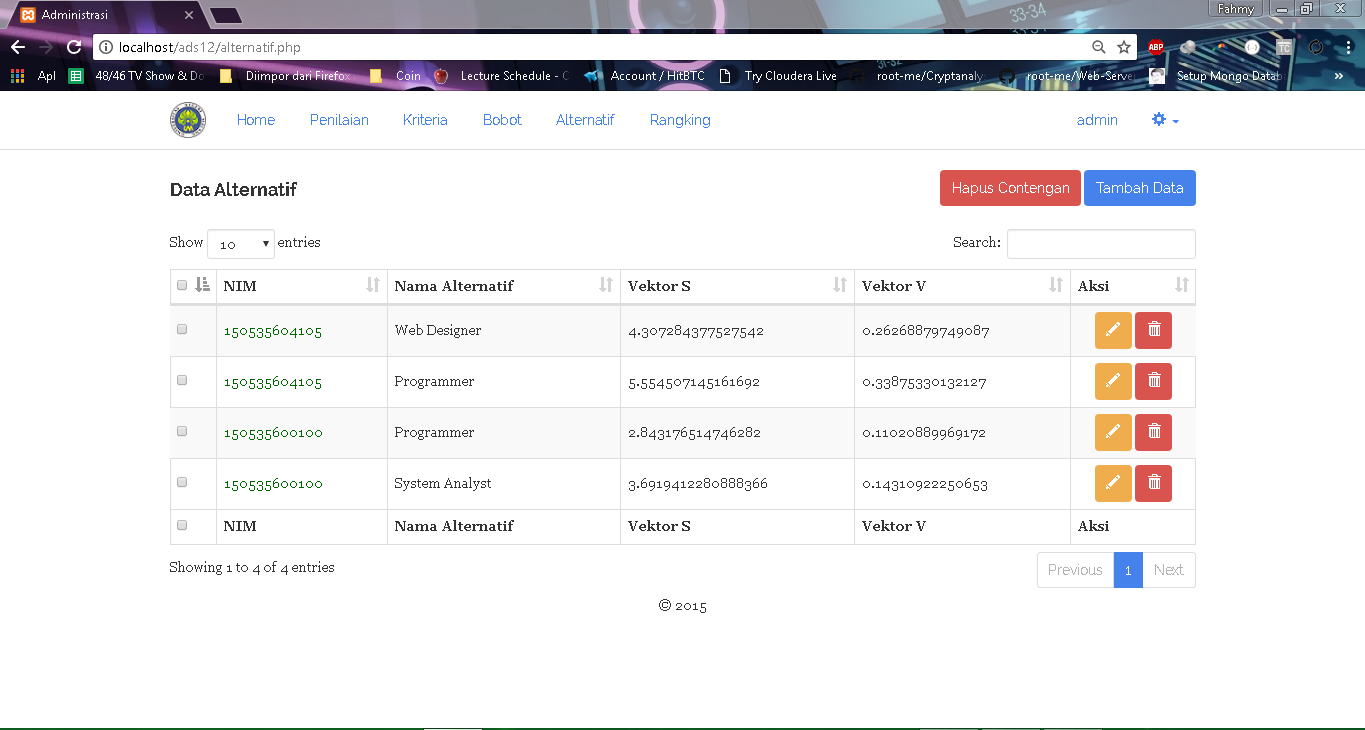 Administrasi
Fahmy
localhost/ads12/alternatif.php
ABP
TC
Apl 48/46 TV Show & Do Diimpor dari Firefox Coin Lecture Schedule - C Account / HitBTC Try Cloudera Live root-me/Cryptanaly root-me/Web-Server Setup Mongo Datab »
Home Penilaian Kriteria Bobot Alternatif Rangking admin
Data Alternatif Hapus Contengan Tambah Data
Show 10 entries Search:
NIM Nama Alternatif Vektor S Vektor V Aksi
150535604105 Web Designer 4.307284377527542 0.26268879749087
150535604105 Programmer 5.554507145161692 0.33875330132127
150535600100 Programmer 2.843176514746282 0.11020889969172
150535600100 System Analyst 3.6919412280888366 0.14310922250653
NIM Nama Alternatif Vektor S Vektor V Aksi
Showing 1 to 4 of 4 entries Previous 1 Next
© 2015